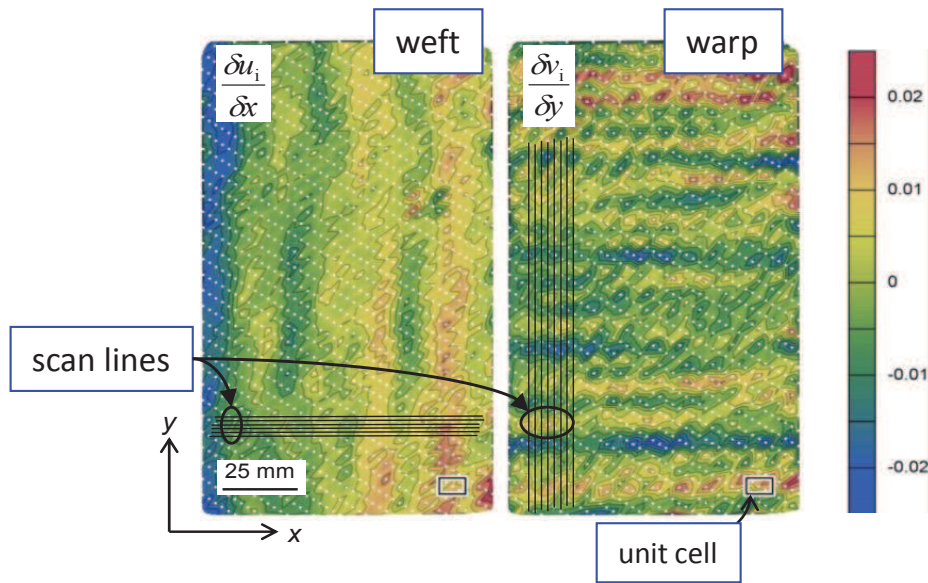 weft
warp
δu_i
δx
δv_i
δy
0.02
0.01
0
-0.01
-0.02
scan lines
y
25 mm
x
unit cell